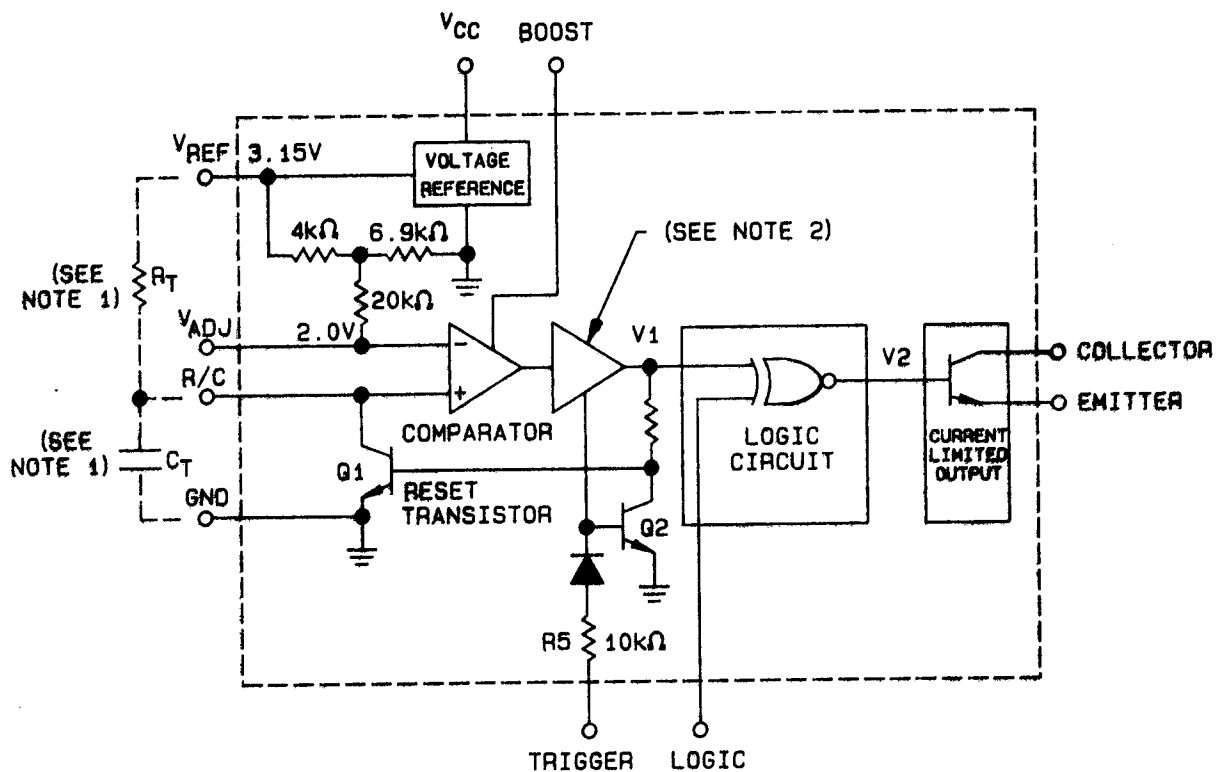 VCC BOOST
VREF 3.15V
VOLTAGE
REFERENCE
4kΩ 6.9kΩ
(SEE NOTE 2)
(SEE
NOTE 1) RT
20kΩ
VADJ 2.0V
−
V1
V2
COLLECTOR
R/C
+
EMITTER
COMPARATOR
LOGIC
CIRCUIT
CURRENT
LIMITED
OUTPUT
(SEE
NOTE 1) CT
Q1
GND
RESET
TRANSISTOR
Q2
R5 10kΩ
TRIGGER LOGIC